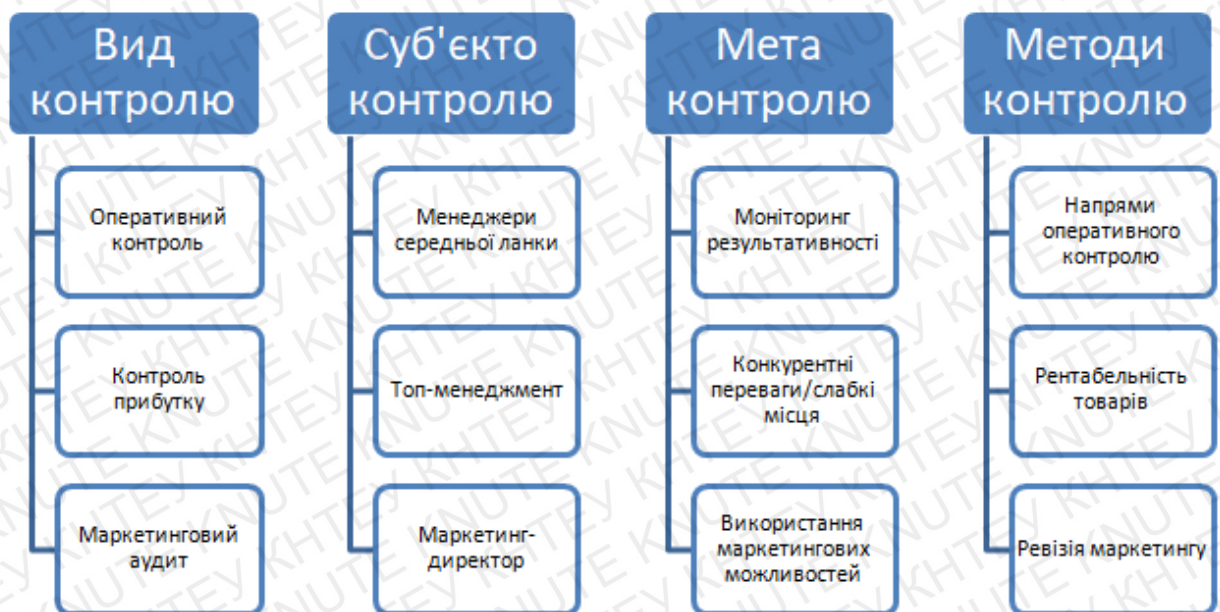 Вид
контролю
Оперативний
контроль
Контроль
прибутку
Маркетинговий
аудит
Суб'єкто
контролю
Менеджери
середньої ланки
Топ-менеджмент
Маркетинг-
директор
Мета
контролю
Моніторинг
результативності
Конкурентні
переваги/слабкі
місця
Використання
маркетингових
можливостей
Методи
контролю
Напрями
оперативного
контролю
Рентабельність
товарів
Ревізія маркетингу